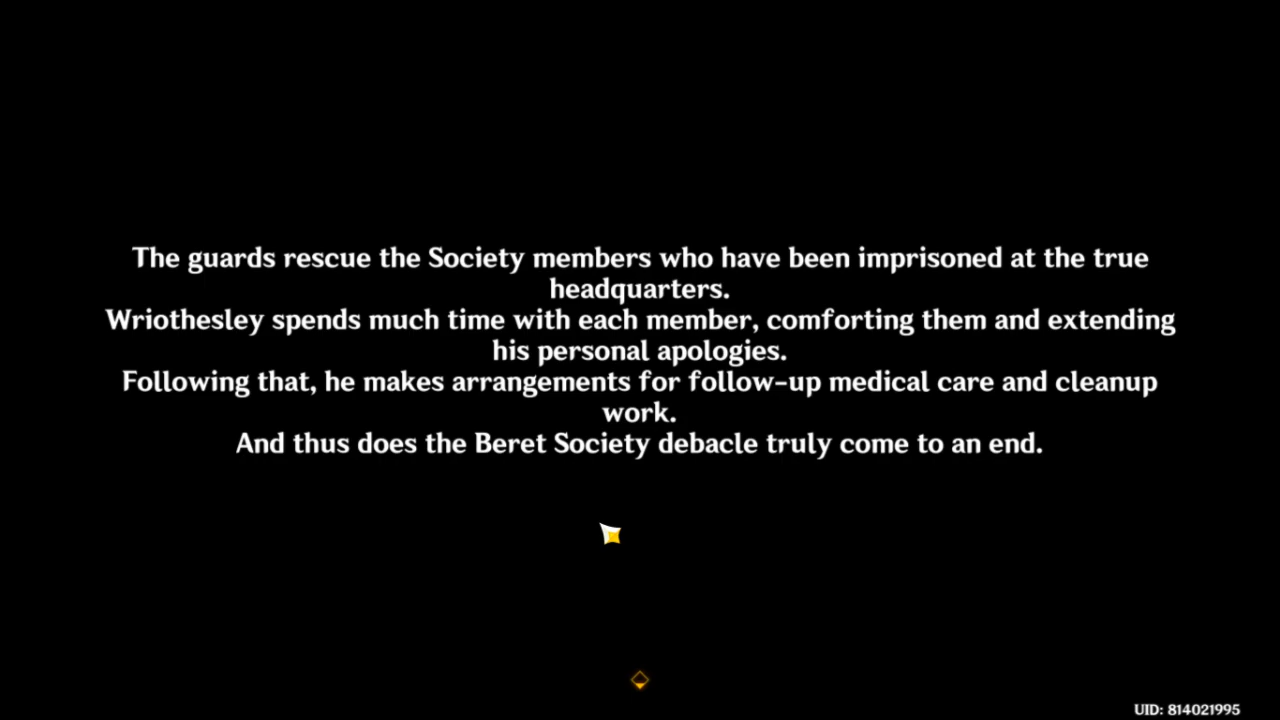 The guards rescue the Society members who have been imprisoned at the true
headquarters.
Wriothesley spends much time with each member, comforting them and extending
his personal apologies.
Following that, he makes arrangements for follow-up medical care and cleanup
work.
And thus does the Beret Society debacle truly come to an end.
UID: 814021995